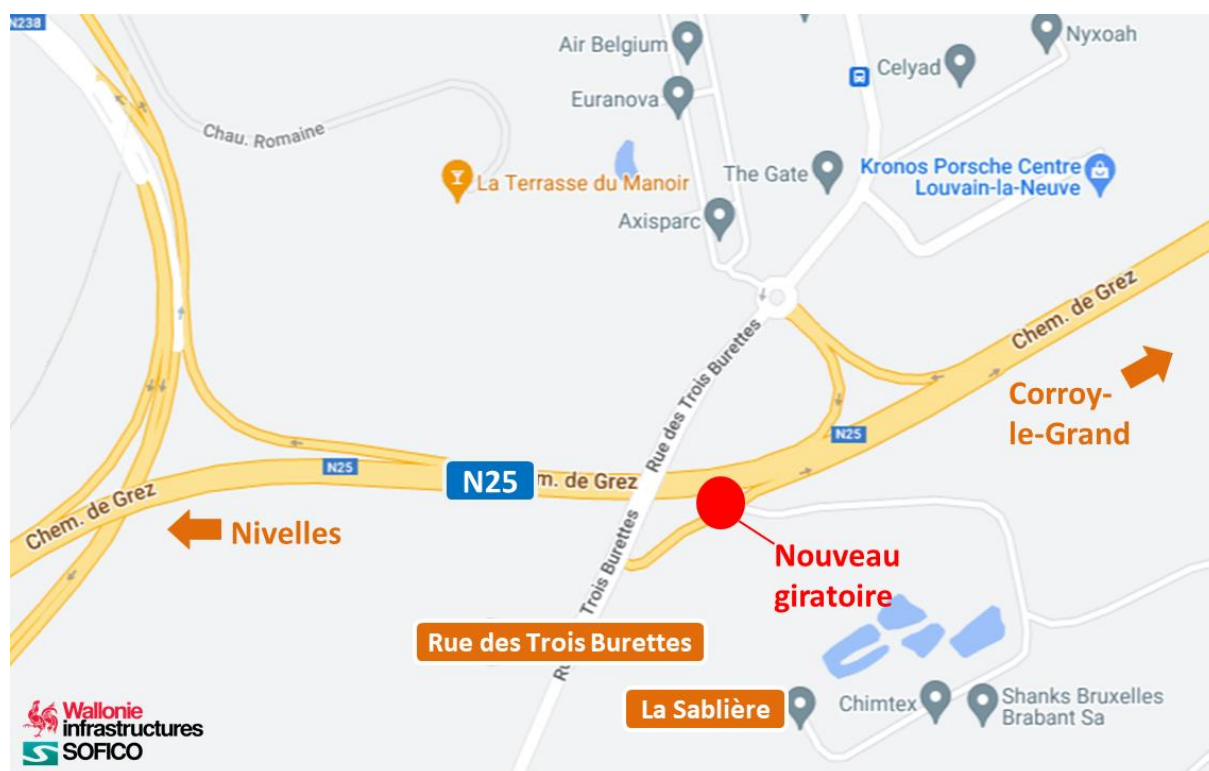 N238
Air Belgium
Nyxoah
Celyad
Euranova
Chau. Romaine
The Gate
Kronos Porsche Centre
Louvain-la-Neuve
La Terrasse du Manoir
Axisparc
Chem. de Grez
Rue des Trois Burettes
Corroy-
le-Grand
N25
N25
N25
m. de Grez
Chem. de Grez
Nivelles
Nouveau
giratoire
Trois Burettes
Rue des Trois Burettes
Ru
La Sablière
Chimtex
Shanks Bruxelles
Brabant Sa
Wallonie
infrastructures
SOFICO